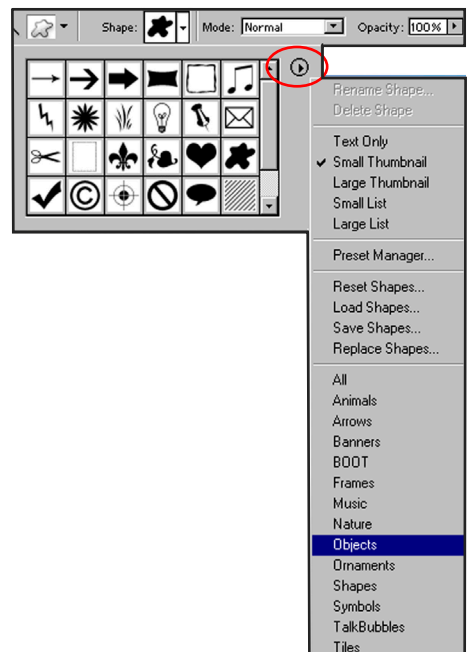 Shape: Mode: Normal Opacity: 100%
Rename Shape...
Delete Shape
Text Only
Small Thumbnail
Large Thumbnail
Small List
Large List
Preset Manager...
Reset Shapes...
Load Shapes...
Save Shapes...
Replace Shapes...
All
Animals
Arrows
Banners
BOOT
Frames
Music
Nature
Objects
Ornaments
Shapes
Symbols
TalkBubbles
Tiles